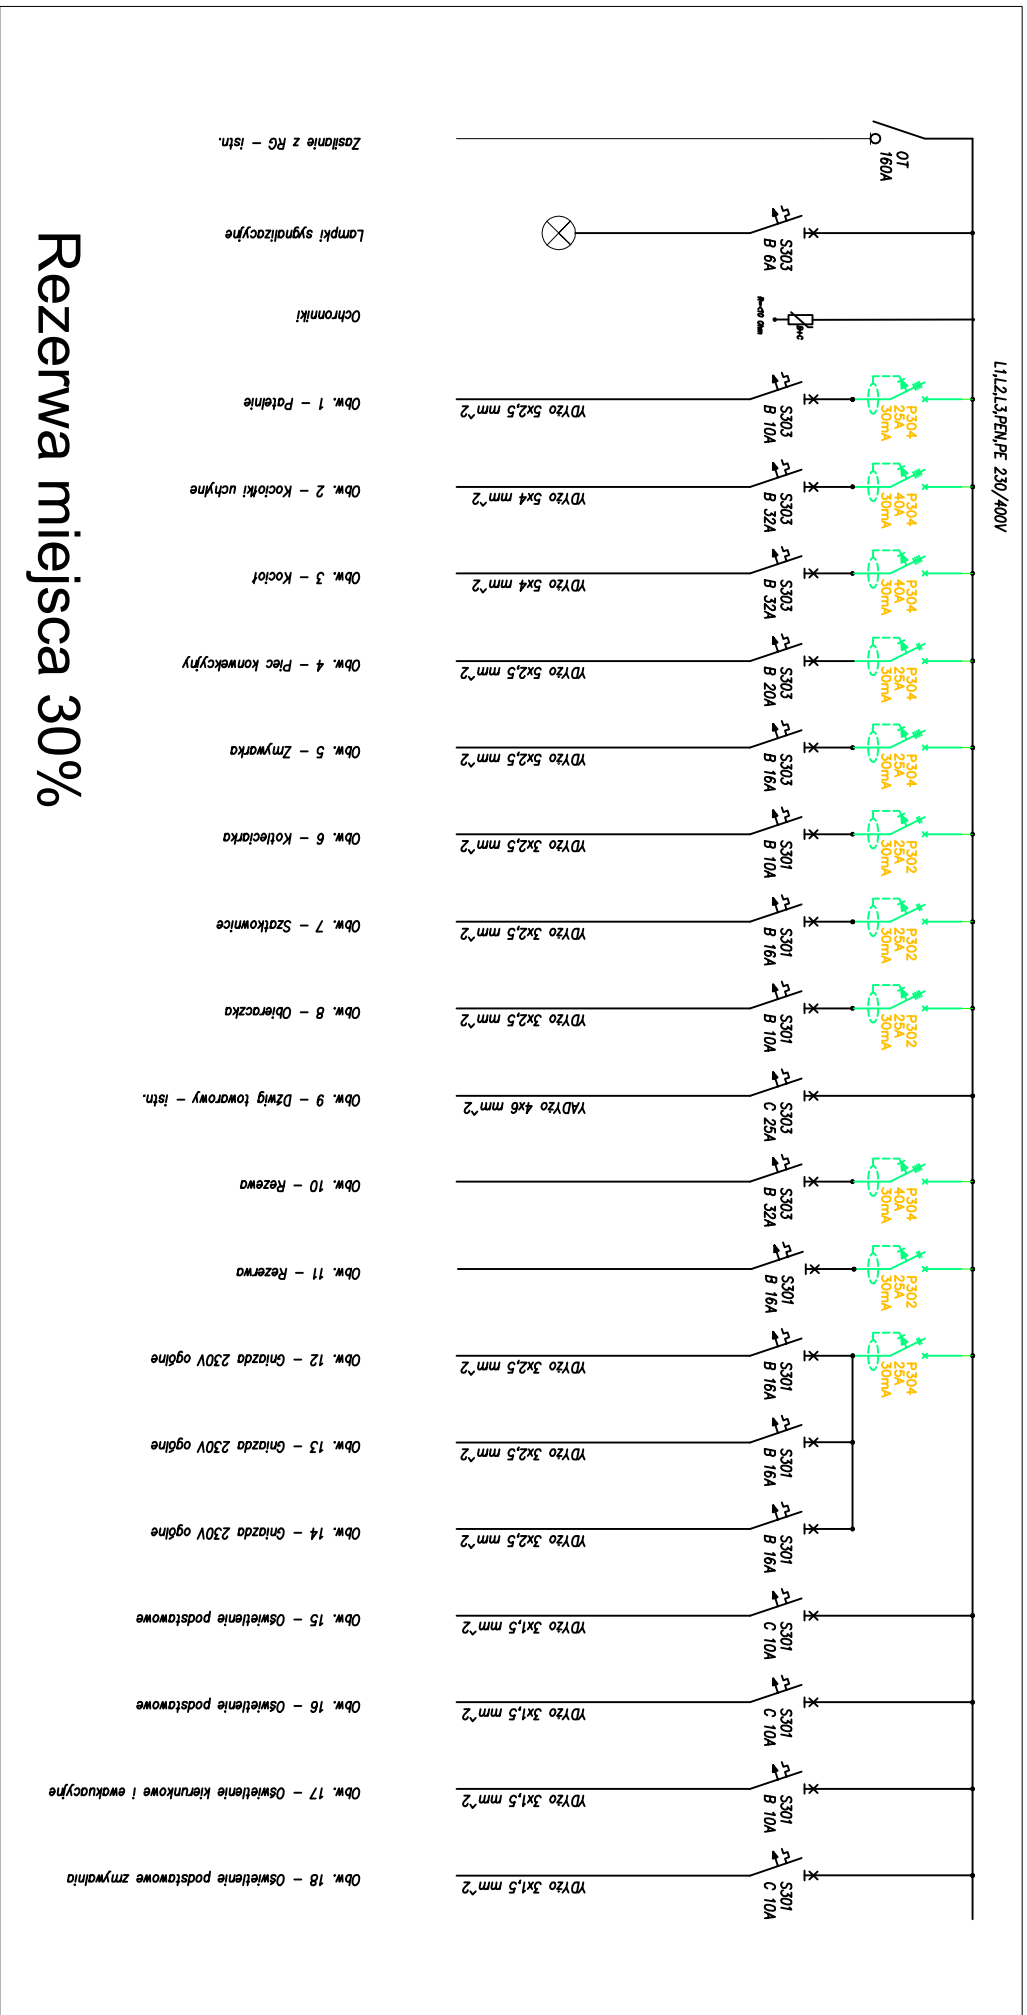 L1,L2,L3,PEN,PE 230/400V
OT
160A
Zasilanie z RG – istn.
S303
B 6A
Lampki sygnalizacyjne
B+C
R=<10 Ohm
Ochronniki
P304
25A
30mA
S303
B 10A
YDYżo 5x2,5 mm^2
Obw. 1 – Patelnie
P304
40A
30mA
S303
B 32A
YDYżo 5x4 mm^2
Obw. 2 – Kociołki uchylne
P304
40A
30mA
S303
B 32A
YDYżo 5x4 mm^2
Obw. 3 – Kocioł
P304
25A
30mA
S303
B 20A
YDYżo 5x2,5 mm^2
Obw. 4 – Piec konwekcyjny
P304
25A
30mA
S303
B 16A
YDYżo 5x2,5 mm^2
Obw. 5 – Zmywarka
P302
25A
30mA
S301
B 10A
YDYżo 3x2,5 mm^2
Obw. 6 – Kotleciarka
P302
25A
30mA
S301
B 16A
YDYżo 3x2,5 mm^2
Obw. 7 – Szatkownice
P302
25A
30mA
S301
B 10A
YDYżo 3x2,5 mm^2
Obw. 8 – Obieraczka
S303
C 25A
YADYżo 4x6 mm^2
Obw. 9 – Dźwig towarowy – istn.
P304
40A
30mA
S303
B 32A
Obw. 10 – Rezewa
P302
25A
30mA
S301
B 16A
Obw. 11 – Rezerwa
P304
25A
30mA
S301
B 16A
YDYżo 3x2,5 mm^2
Obw. 12 – Gniazda 230V ogólne
S301
B 16A
YDYżo 3x2,5 mm^2
Obw. 13 – Gniazda 230V ogólne
S301
B 16A
YDYżo 3x2,5 mm^2
Obw. 14 – Gniazda 230V ogólne
S301
C 10A
YDYżo 3x1,5 mm^2
Obw. 15 – Oświetlenie podstawowe
S301
C 10A
YDYżo 3x1,5 mm^2
Obw. 16 – Oświetlenie podstawowe
S301
B 10A
YDYżo 3x1,5 mm^2
Obw. 17 – Oświetlenie kierunkowe i ewakuacyjne
S301
C 10A
YDYżo 3x1,5 mm^2
Obw. 18 – Oświetlenie podstawowe zmywalnia
Rezerwa miejsca 30%